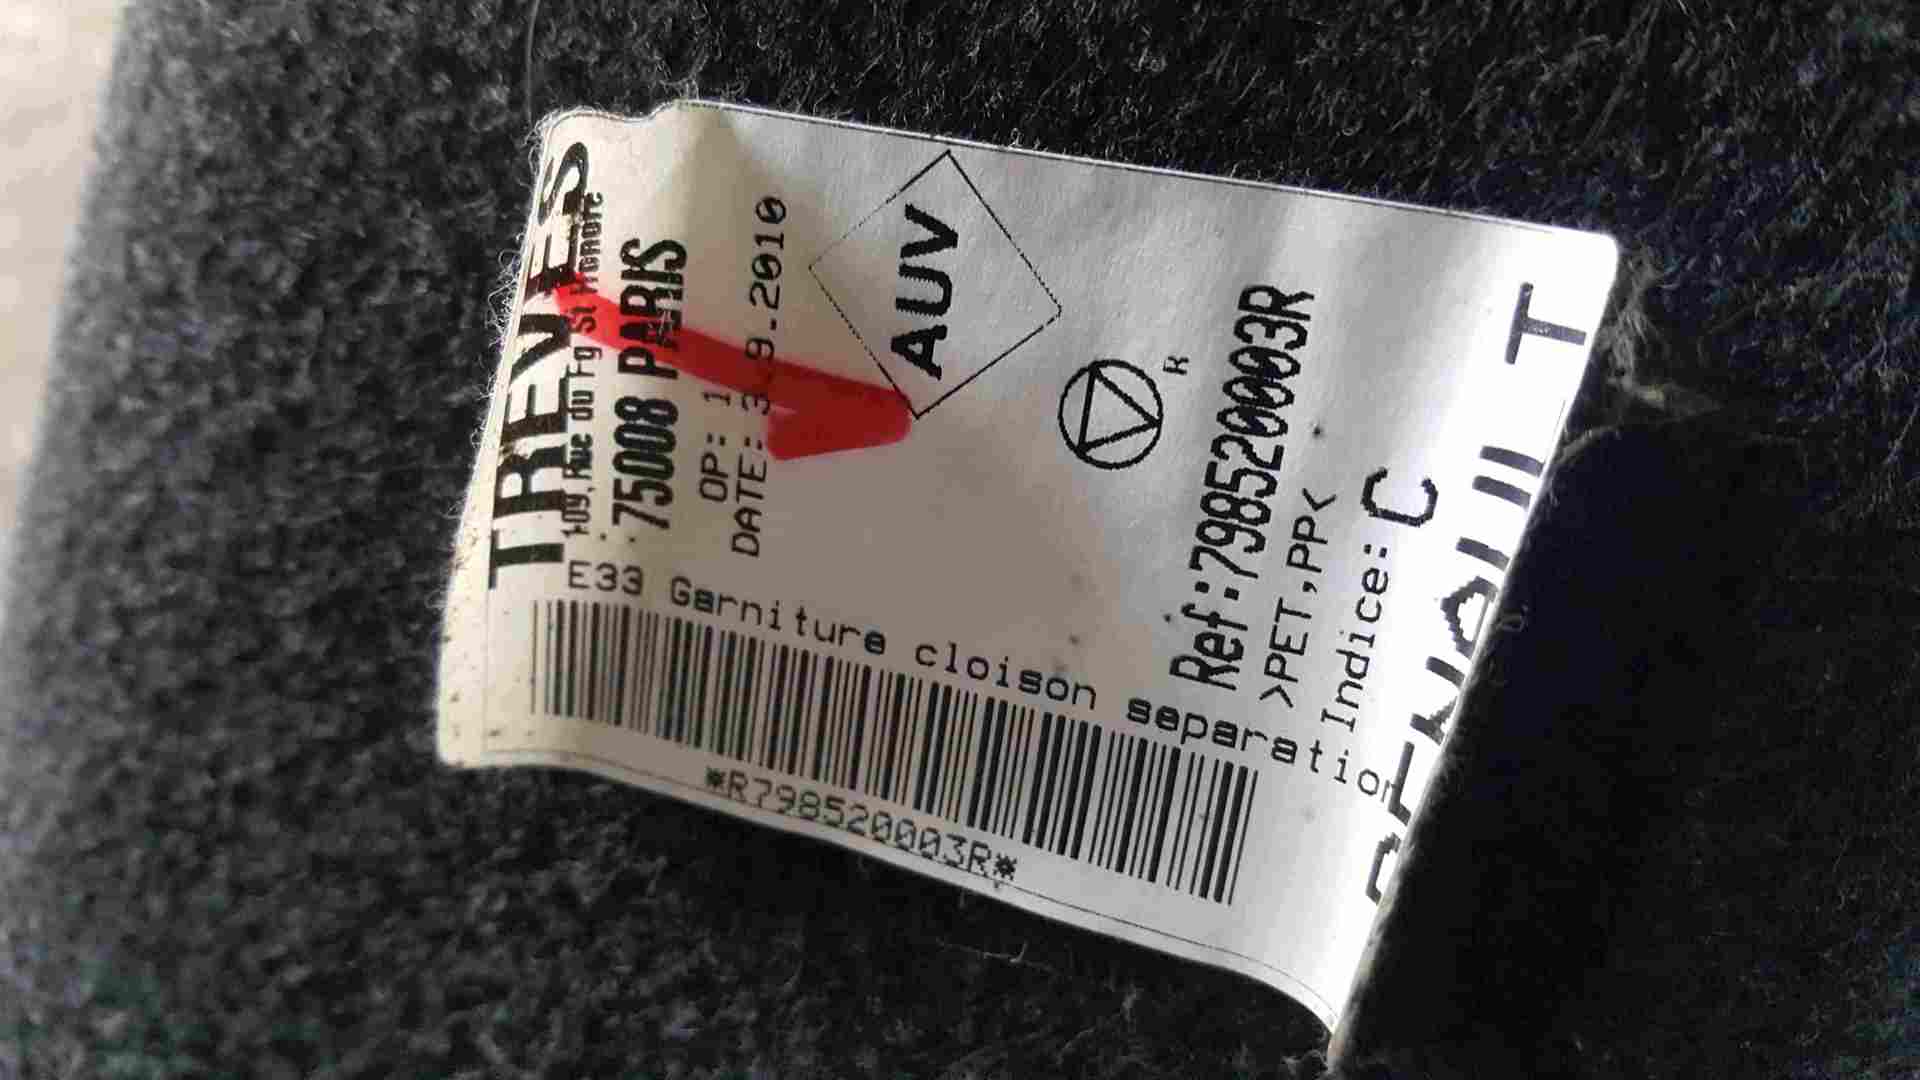 TREVES
109, Rue du Fg St Honoré
75008 PARIS
OP: 1
DATE: 3.9.2010
AUV
R
Ref:798520003R
>PET,PP<
Indice: C
RENAULT
E33 Garniture cloison separation
*R798520003R*